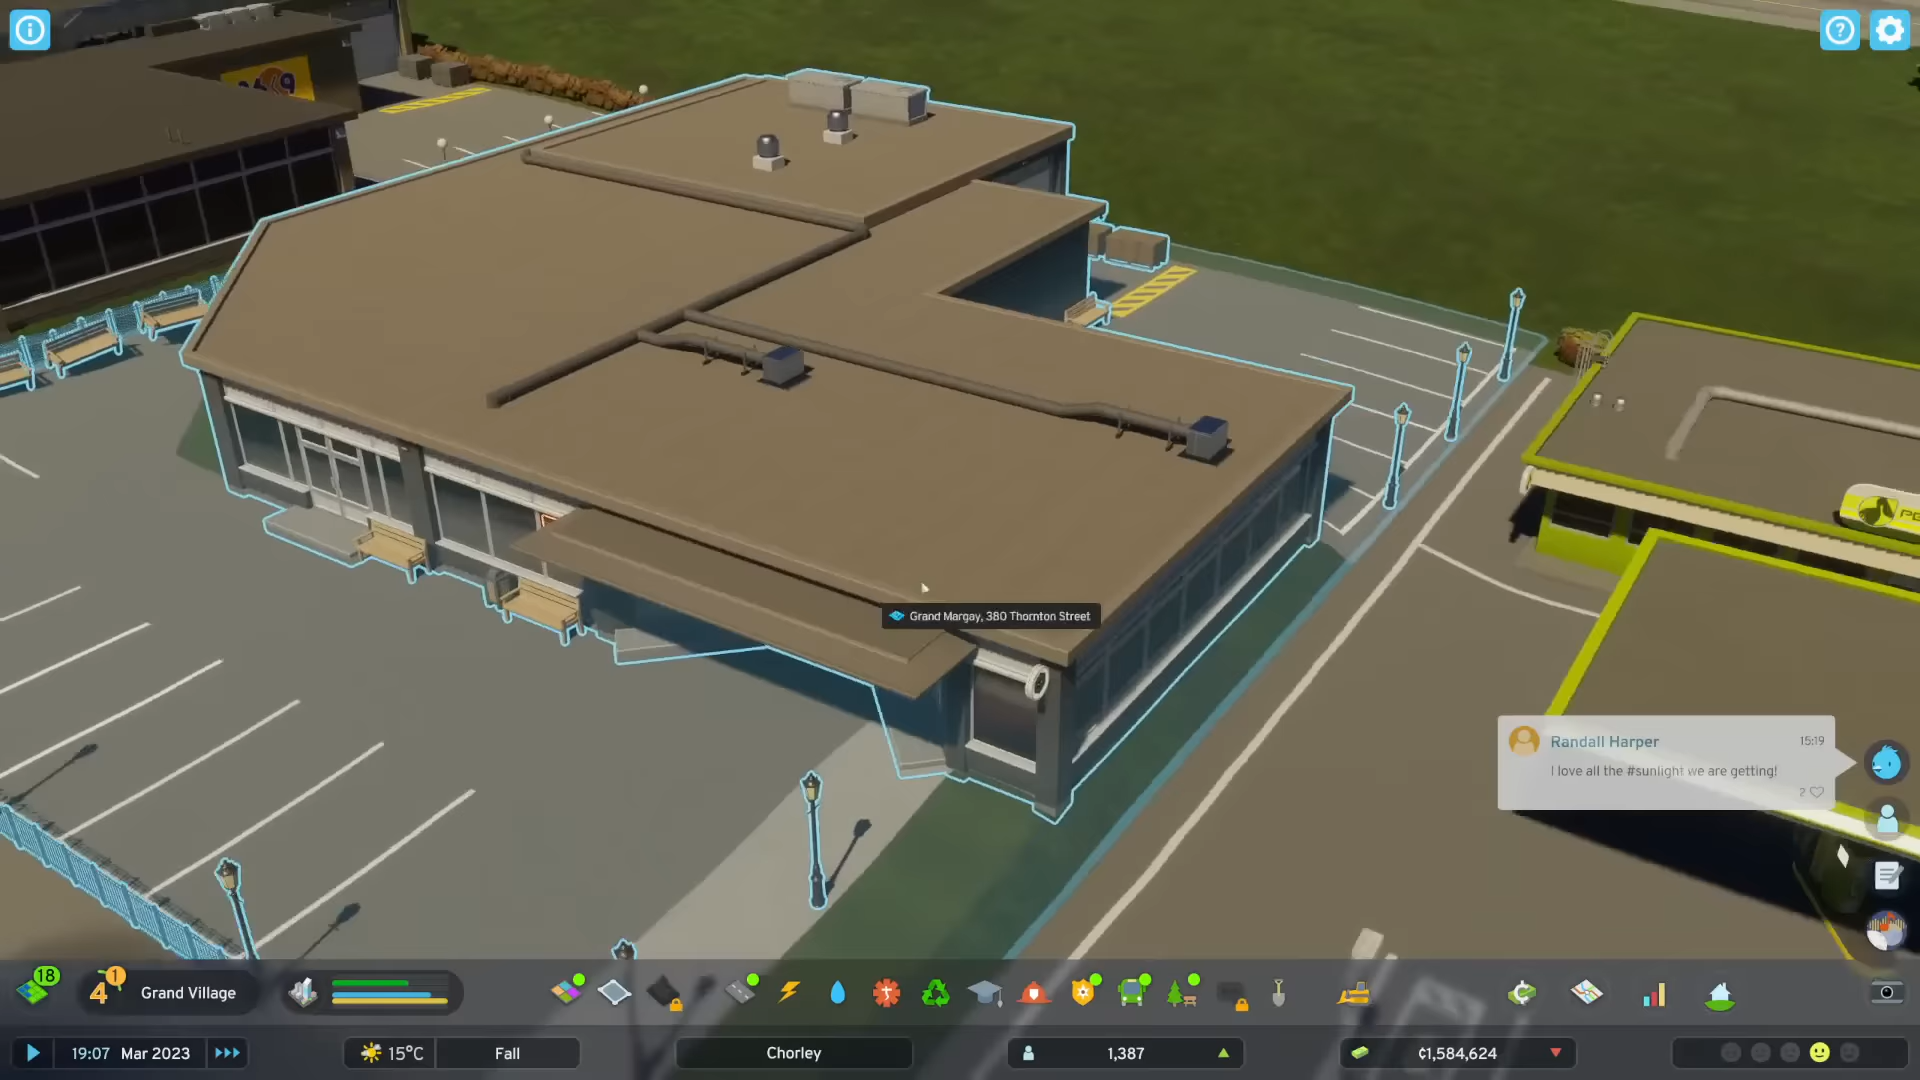 Grand Margay, 380 Thornton Street
Randall Harper
15:19
I love all the #sunlight we are getting!
2
18
4
1
Grand Village
19:07 Mar 2023
15°C
Fall
Chorley
1,387
¢1,584,624